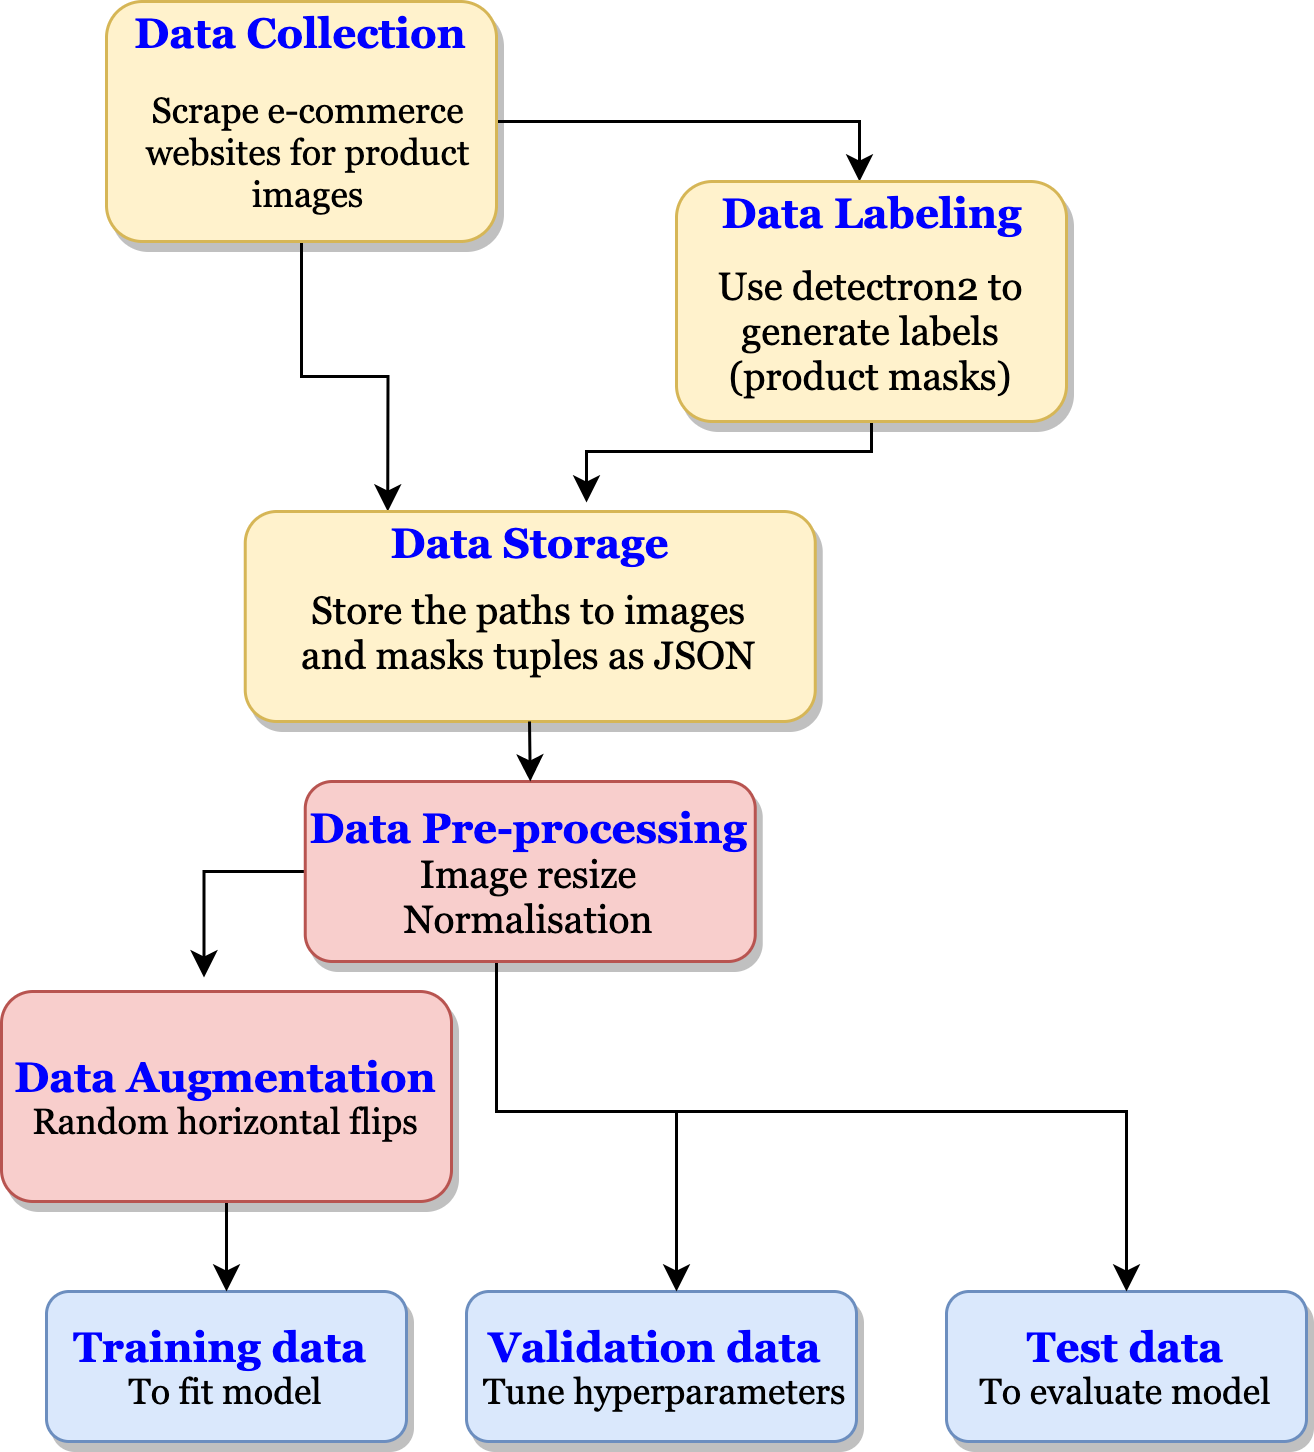 Data Collection
Scrape e-commerce
websites for product
images
Data Labeling
Use detectron2 to
generate labels
(product masks)
Data Storage
Store the paths to images
and masks tuples as JSON
Data Pre-processing
Image resize
Normalisation
Data Augmentation
Random horizontal flips
Training data
To fit model
Validation data
Tune hyperparameters
Test data
To evaluate model